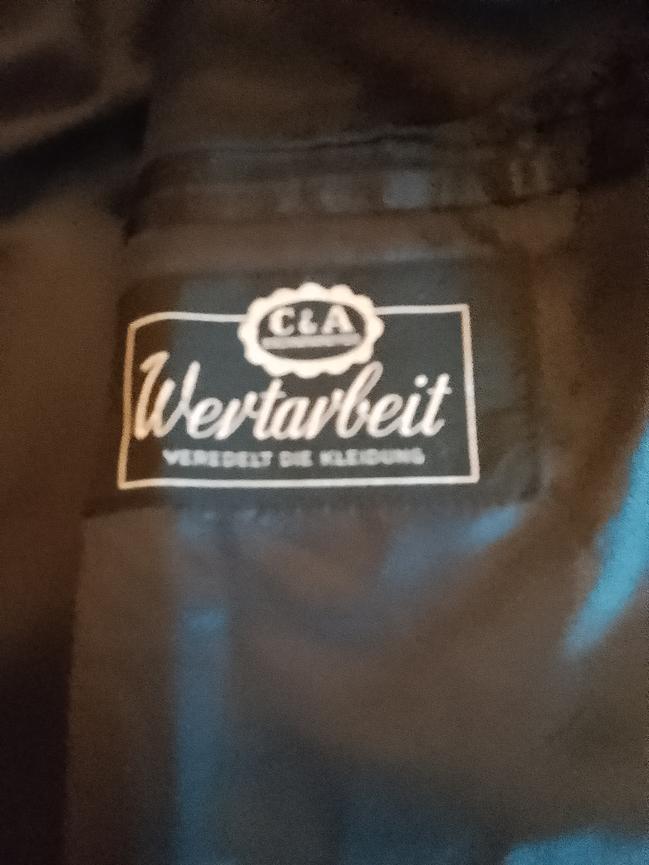 C&A
Wertarbeit
VEREDELT DIE KLEIDUNG